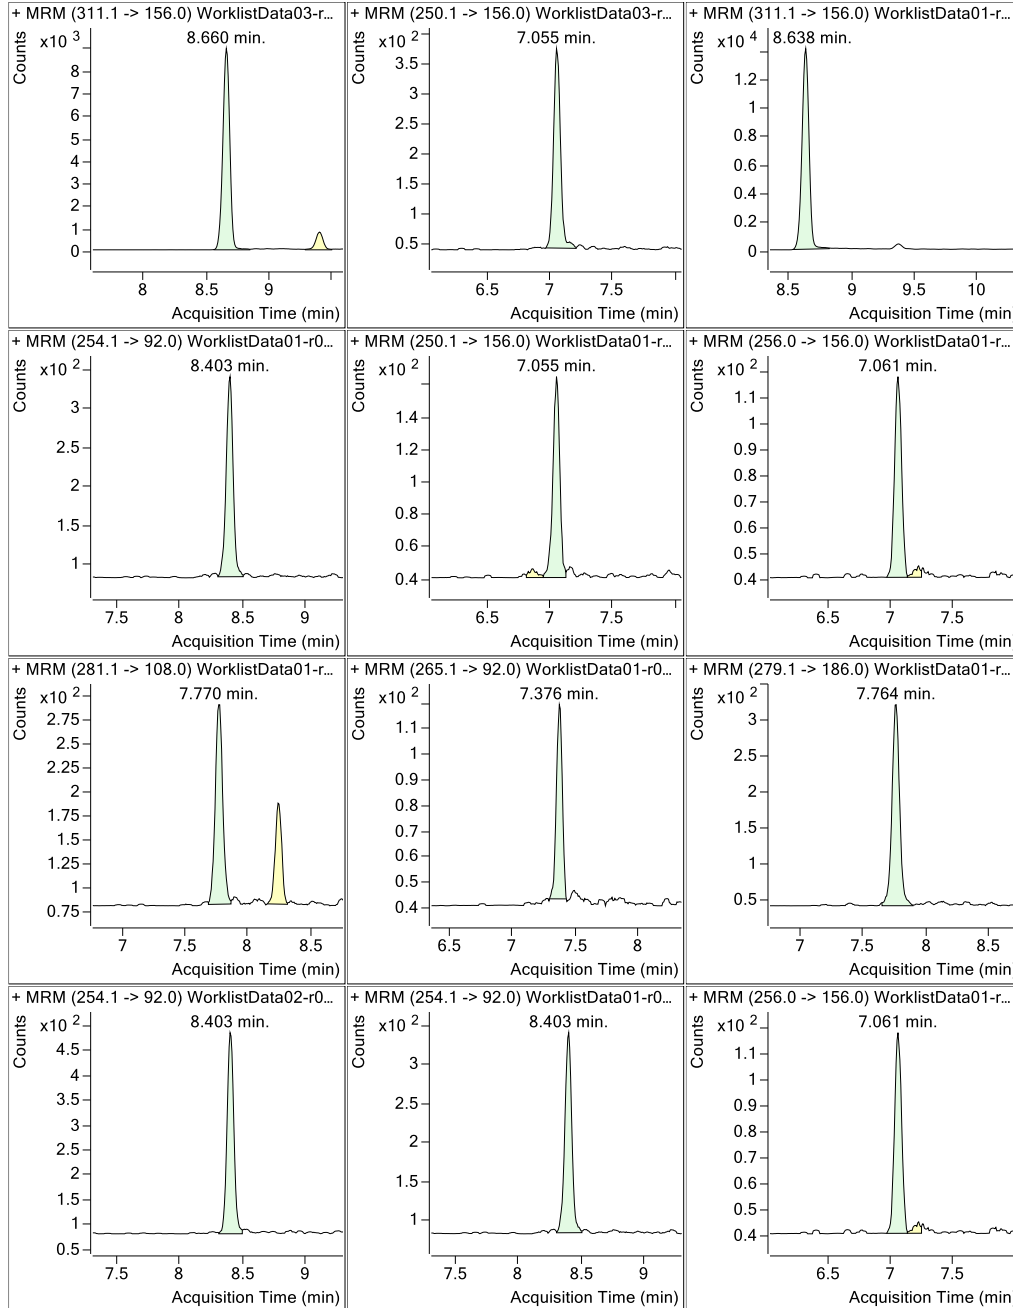 + MRM (311.1 -> 156.0) WorklistData03-r...
x10 3
8.660 min.
Counts
8
7
6
5
4
3
2
1
0
8 8.5 9
Acquisition Time (min)
+ MRM (250.1 -> 156.0) WorklistData03-r...
x10 2
7.055 min.
Counts
3.5
3
2.5
2
1.5
1
0.5
6.5 7 7.5
Acquisition Time (min)
+ MRM (311.1 -> 156.0) WorklistData01-r...
x10 4
8.638 min.
Counts
1.2
1
0.8
0.6
0.4
0.2
0
8.5 9 9.5 10
Acquisition Time (min)
+ MRM (254.1 -> 92.0) WorklistData01-r0...
x10 2
8.403 min.
Counts
3
2.5
2
1.5
1
7.5 8 8.5 9
Acquisition Time (min)
+ MRM (250.1 -> 156.0) WorklistData01-r...
x10 2
7.055 min.
Counts
1.4
1.2
1
0.8
0.6
0.4
6.5 7 7.5
Acquisition Time (min)
+ MRM (256.0 -> 156.0) WorklistData01-r...
x10 2
7.061 min.
Counts
1.1
1
0.9
0.8
0.7
0.6
0.5
0.4
6.5 7 7.5
Acquisition Time (min)
+ MRM (281.1 -> 108.0) WorklistData01-r...
x10 2
7.770 min.
Counts
2.75
2.5
2.25
2
1.75
1.5
1.25
1
0.75
7 7.5 8 8.5
Acquisition Time (min)
+ MRM (265.1 -> 92.0) WorklistData01-r0...
x10 2
7.376 min.
Counts
1.1
1
0.9
0.8
0.7
0.6
0.5
0.4
6.5 7 7.5 8
Acquisition Time (min)
+ MRM (279.1 -> 186.0) WorklistData01-r...
x10 2
7.764 min.
Counts
3
2.5
2
1.5
1
0.5
7 7.5 8 8.5
Acquisition Time (min)
+ MRM (254.1 -> 92.0) WorklistData02-r0...
x10 2
8.403 min.
Counts
4.5
4
3.5
3
2.5
2
1.5
1
0.5
7.5 8 8.5 9
Acquisition Time (min)
+ MRM (254.1 -> 92.0) WorklistData01-r0...
x10 2
8.403 min.
Counts
3
2.5
2
1.5
1
7.5 8 8.5 9
Acquisition Time (min)
+ MRM (256.0 -> 156.0) WorklistData01-r...
x10 2
7.061 min.
Counts
1.1
1
0.9
0.8
0.7
0.6
0.5
0.4
6.5 7 7.5
Acquisition Time (min)